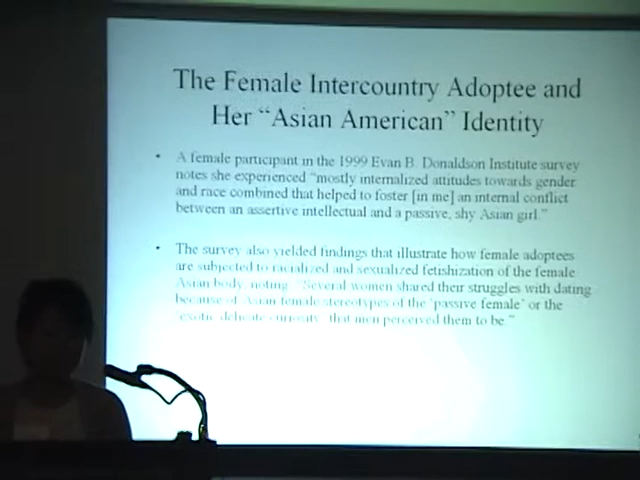 The Female Intercountry Adoptee and
Her “Asian American” Identity
• A female participant in the 1999 Evan B. Donaldson Institute survey
notes she experienced “mostly internalized attitudes towards gender
and race combined that helped to foster [in me] an internal conflict
between an assertive intellectual and a passive, shy Asian girl.”
• The survey also yielded findings that illustrate how female adoptees
are subjected to racialized and sexualized fetishization of the female
Asian body, noting: “Several women shared their struggles with dating
because of Asian female stereotypes of the ‘passive female’ or the
‘exotic delicate curiosity’ that men perceived them to be.”